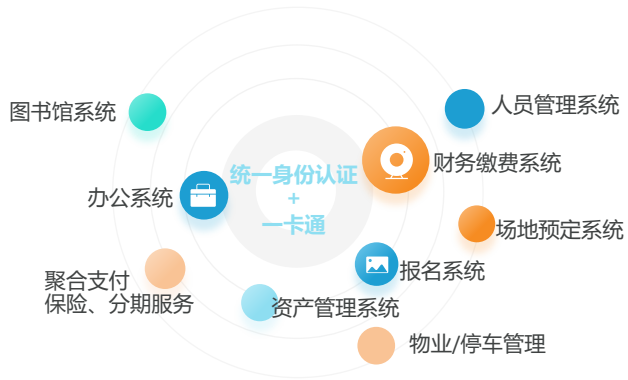 图书馆系统
人员管理系统
财务缴费系统
统一身份认证
+
一卡通
办公系统
场地预定系统
报名系统
聚合支付
保险、分期服务
资产管理系统
物业/停车管理